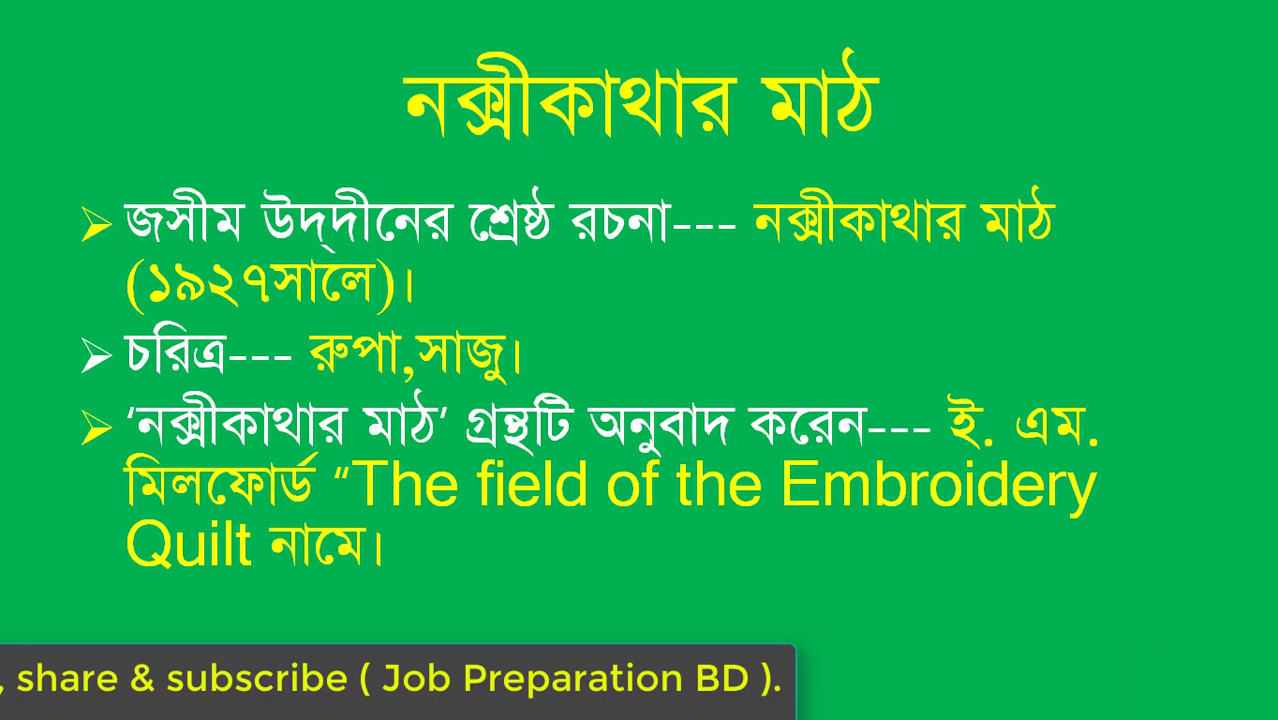 নক্সীকাথার মাঠ
জসীম উদ্‌দীনের শ্রেষ্ঠ রচনা--- নক্সীকাথার মাঠ
(১৯২৭সালে)।
চরিত্র--- রুপা,সাজু।
‘নক্সীকাথার মাঠ’ গ্রন্থটি অনুবাদ করেন--- ই. এম.
মিলফোর্ড “The field of the Embroidery
Quilt নামে।
, share & subscribe ( Job Preparation BD ).